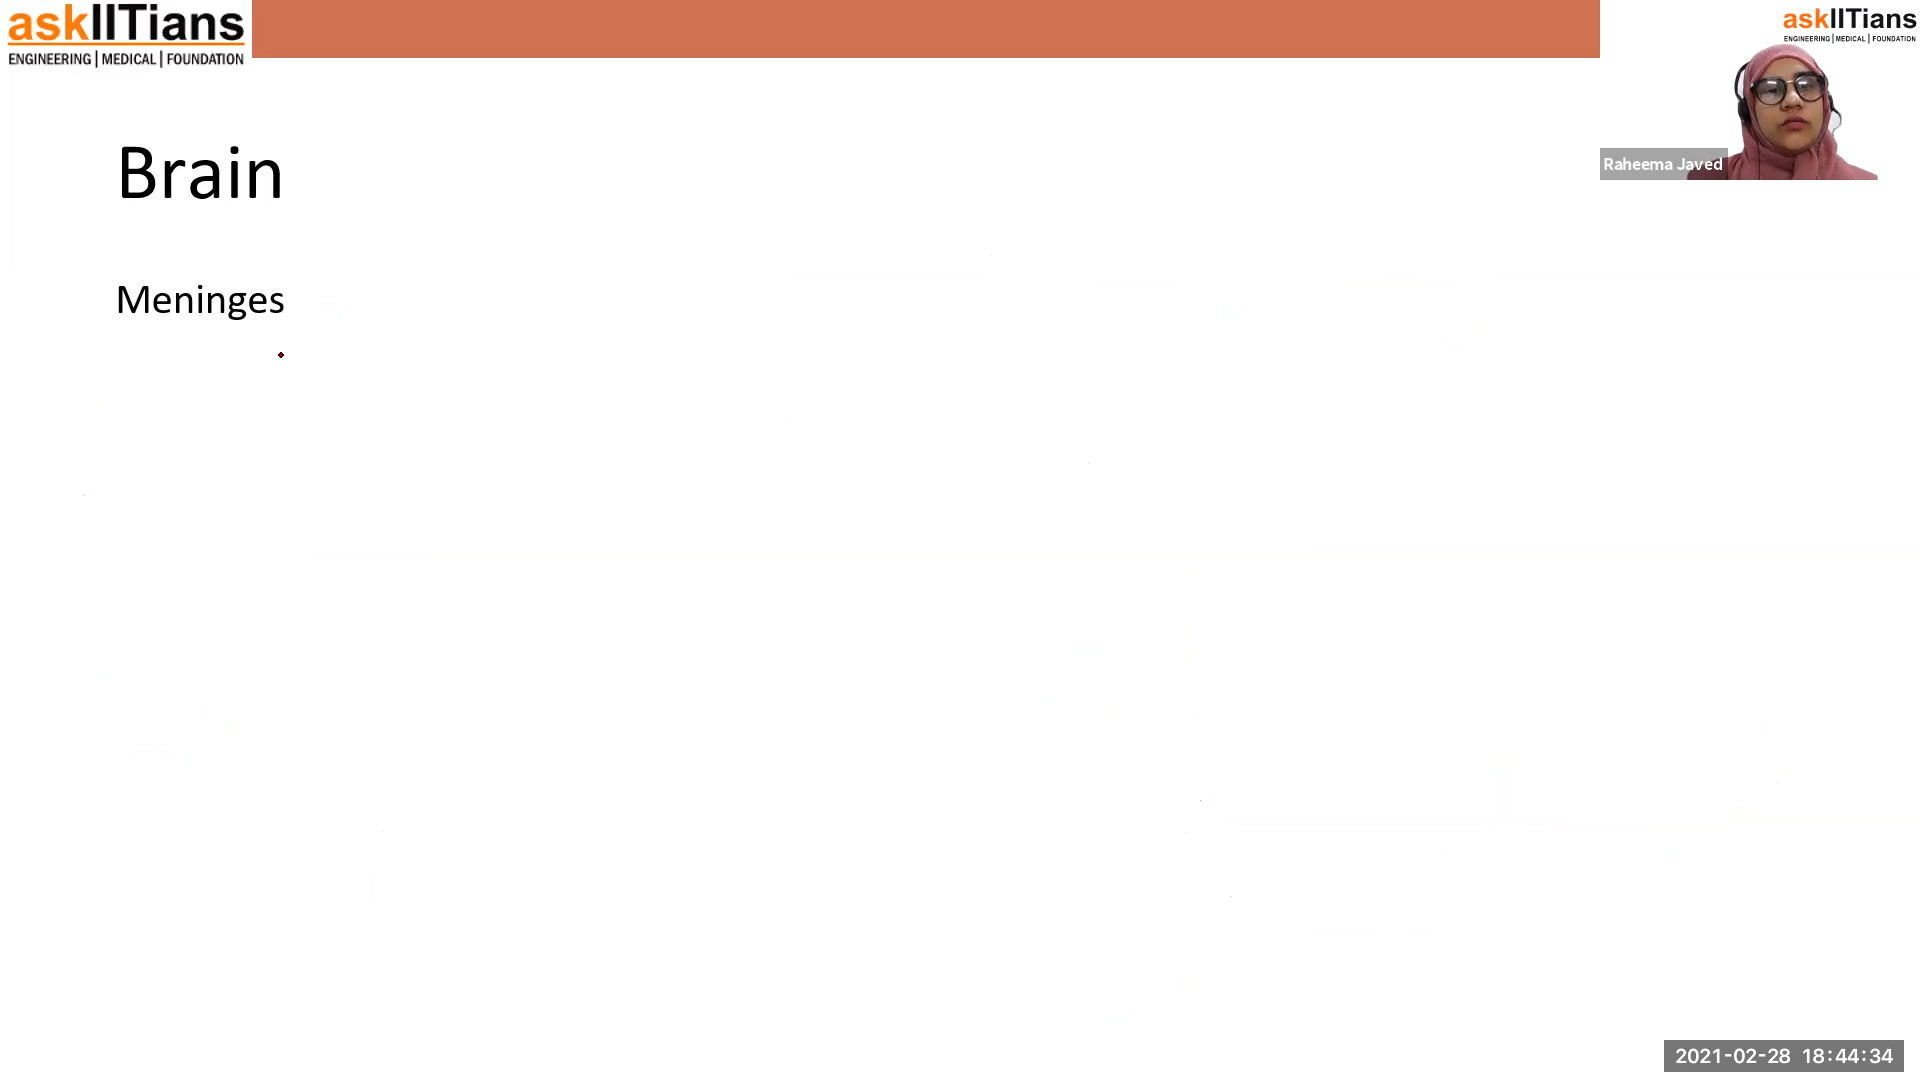 askIITians
ENGINEERING | MEDICAL | FOUNDATION
askIITians
ENGINEERING | MEDICAL | FOUNDATION
Raheema Javed
Brain
Meninges
2021-02-28 18:44:34